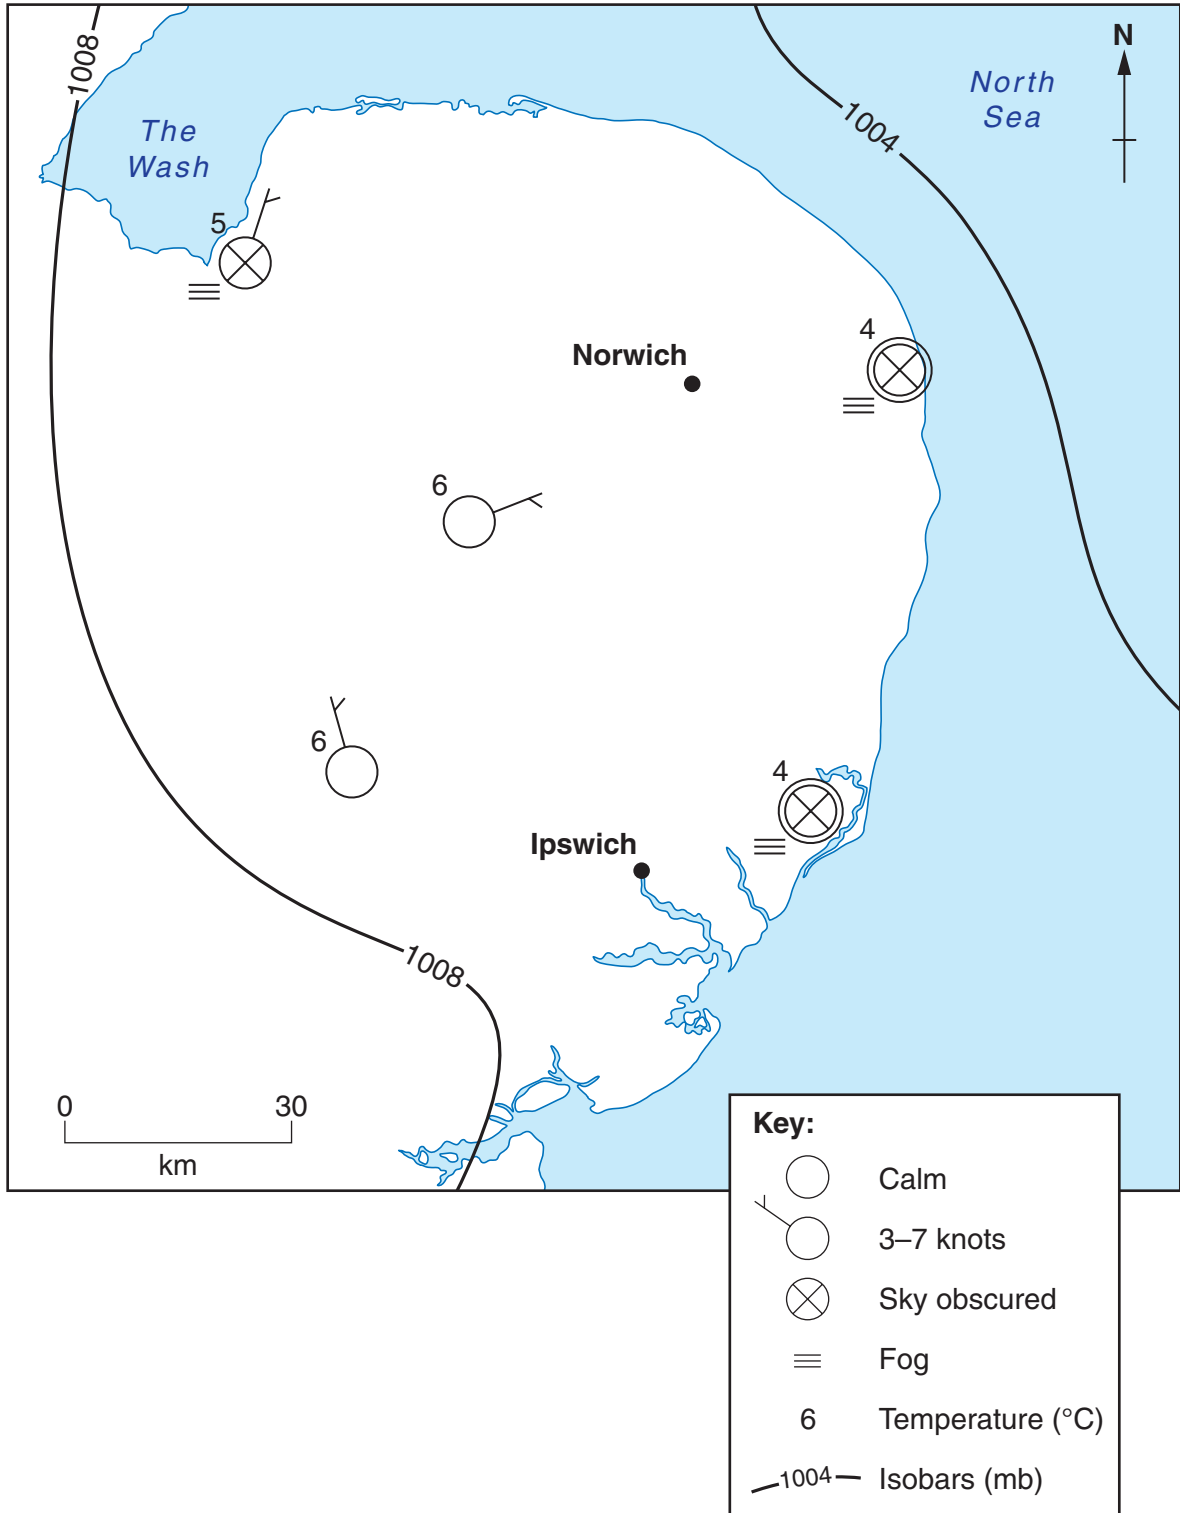 1008
The
Wash
1004
North
Sea
N
5
Norwich
4
6
6
4
Ipswich
1008
0 30
km
Key:
Calm
3–7 knots
Sky obscured
Fog
6 Temperature (°C)
1004 Isobars (mb)